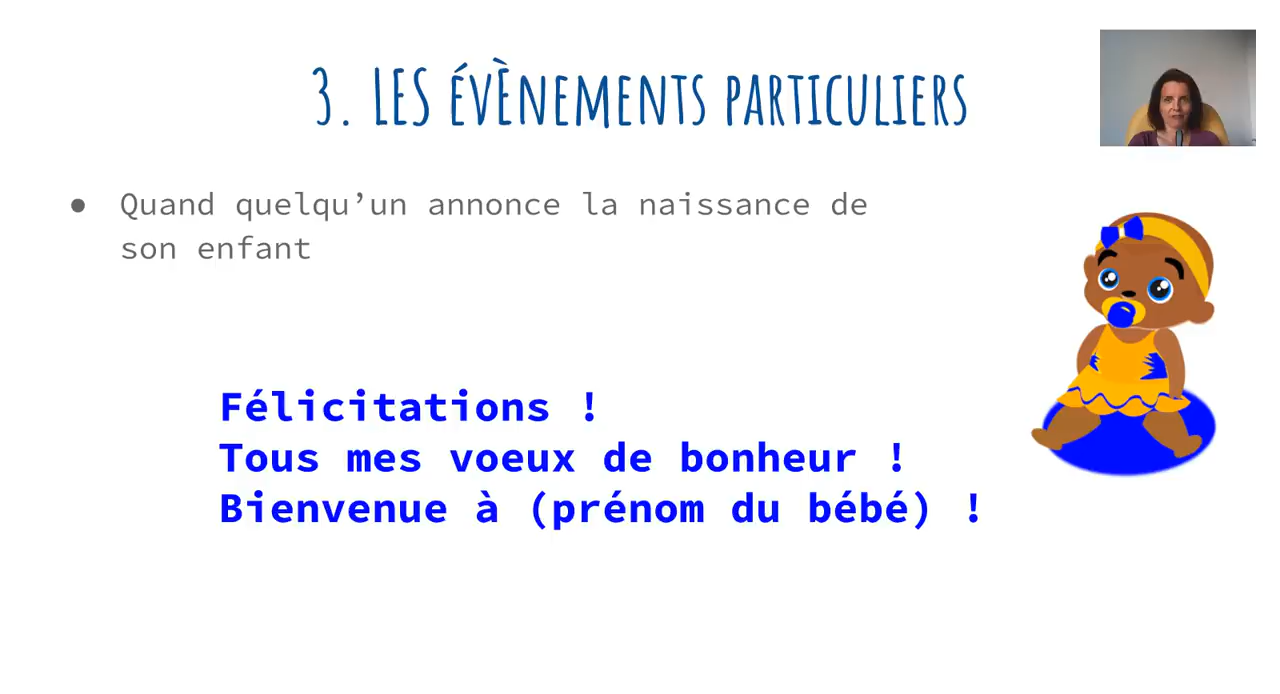 3. LES ÉVÈNEMENTS PARTICULIERS
● Quand quelqu’un annonce la naissance de
son enfant
Félicitations !
Tous mes voeux de bonheur !
Bienvenue à (prénom du bébé) !